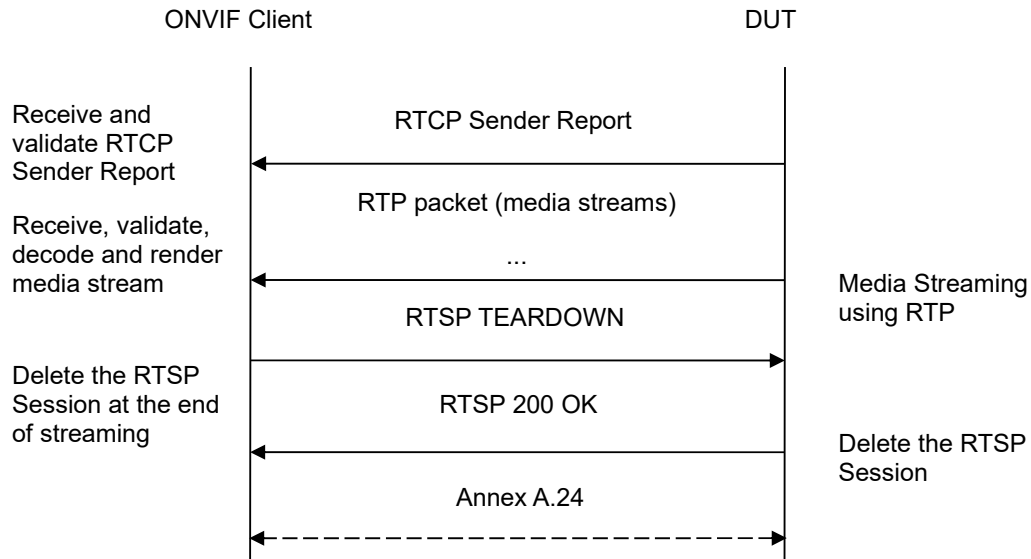 ONVIF Client
DUT
Receive and
validate RTCP
Sender Report
RTCP Sender Report
RTP packet (media streams)
Receive, validate,
decode and render
media stream
...
Media Streaming
using RTP
RTSP TEARDOWN
Delete the RTSP
Session at the end
of streaming
RTSP 200 OK
Delete the RTSP
Session
Annex A.24